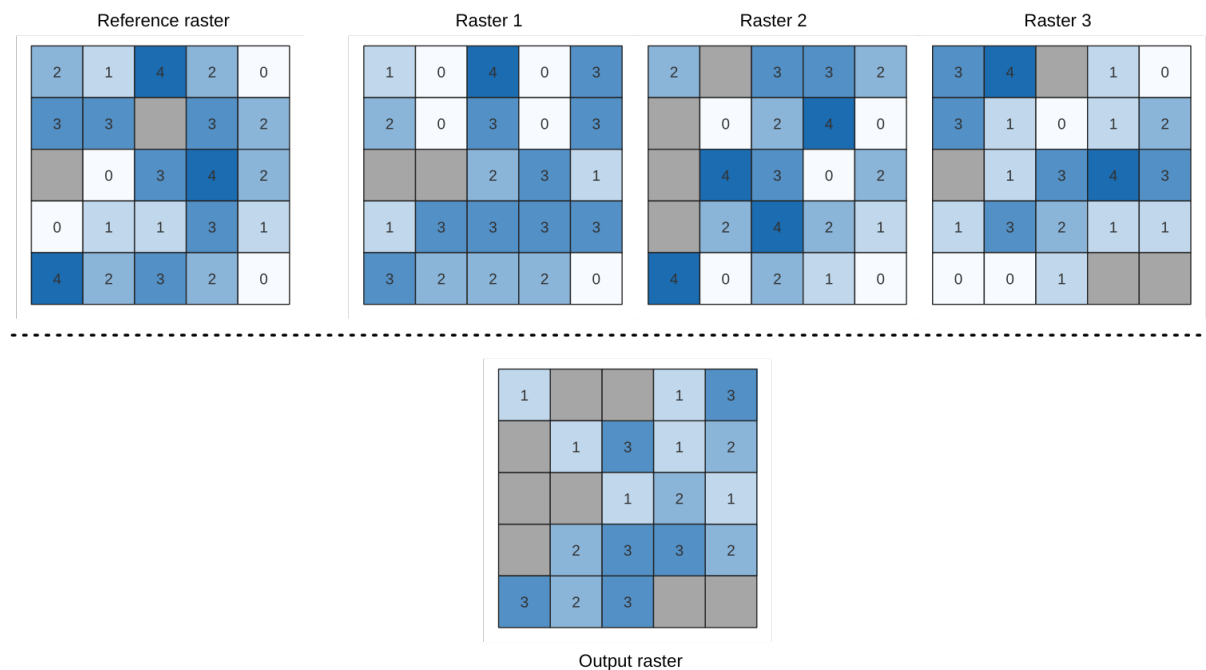 Reference raster Raster 1 Raster 2 Raster 3
2 1 4 2 0 1 0 4 0 3 2 3 3 2 3 4 1 0
3 3 3 2 2 0 3 0 3 0 2 4 0 3 1 0 1 2
0 3 4 2 2 3 1 4 3 0 2 1 3 4 3
0 1 1 3 1 1 3 3 3 3 2 4 2 1 1 3 2 1 1
4 2 3 2 0 3 2 2 2 0 4 0 2 1 0 0 0 1
1 1 3
1 3 1 2
1 2 1
2 3 3 2
3 2 3
Output raster